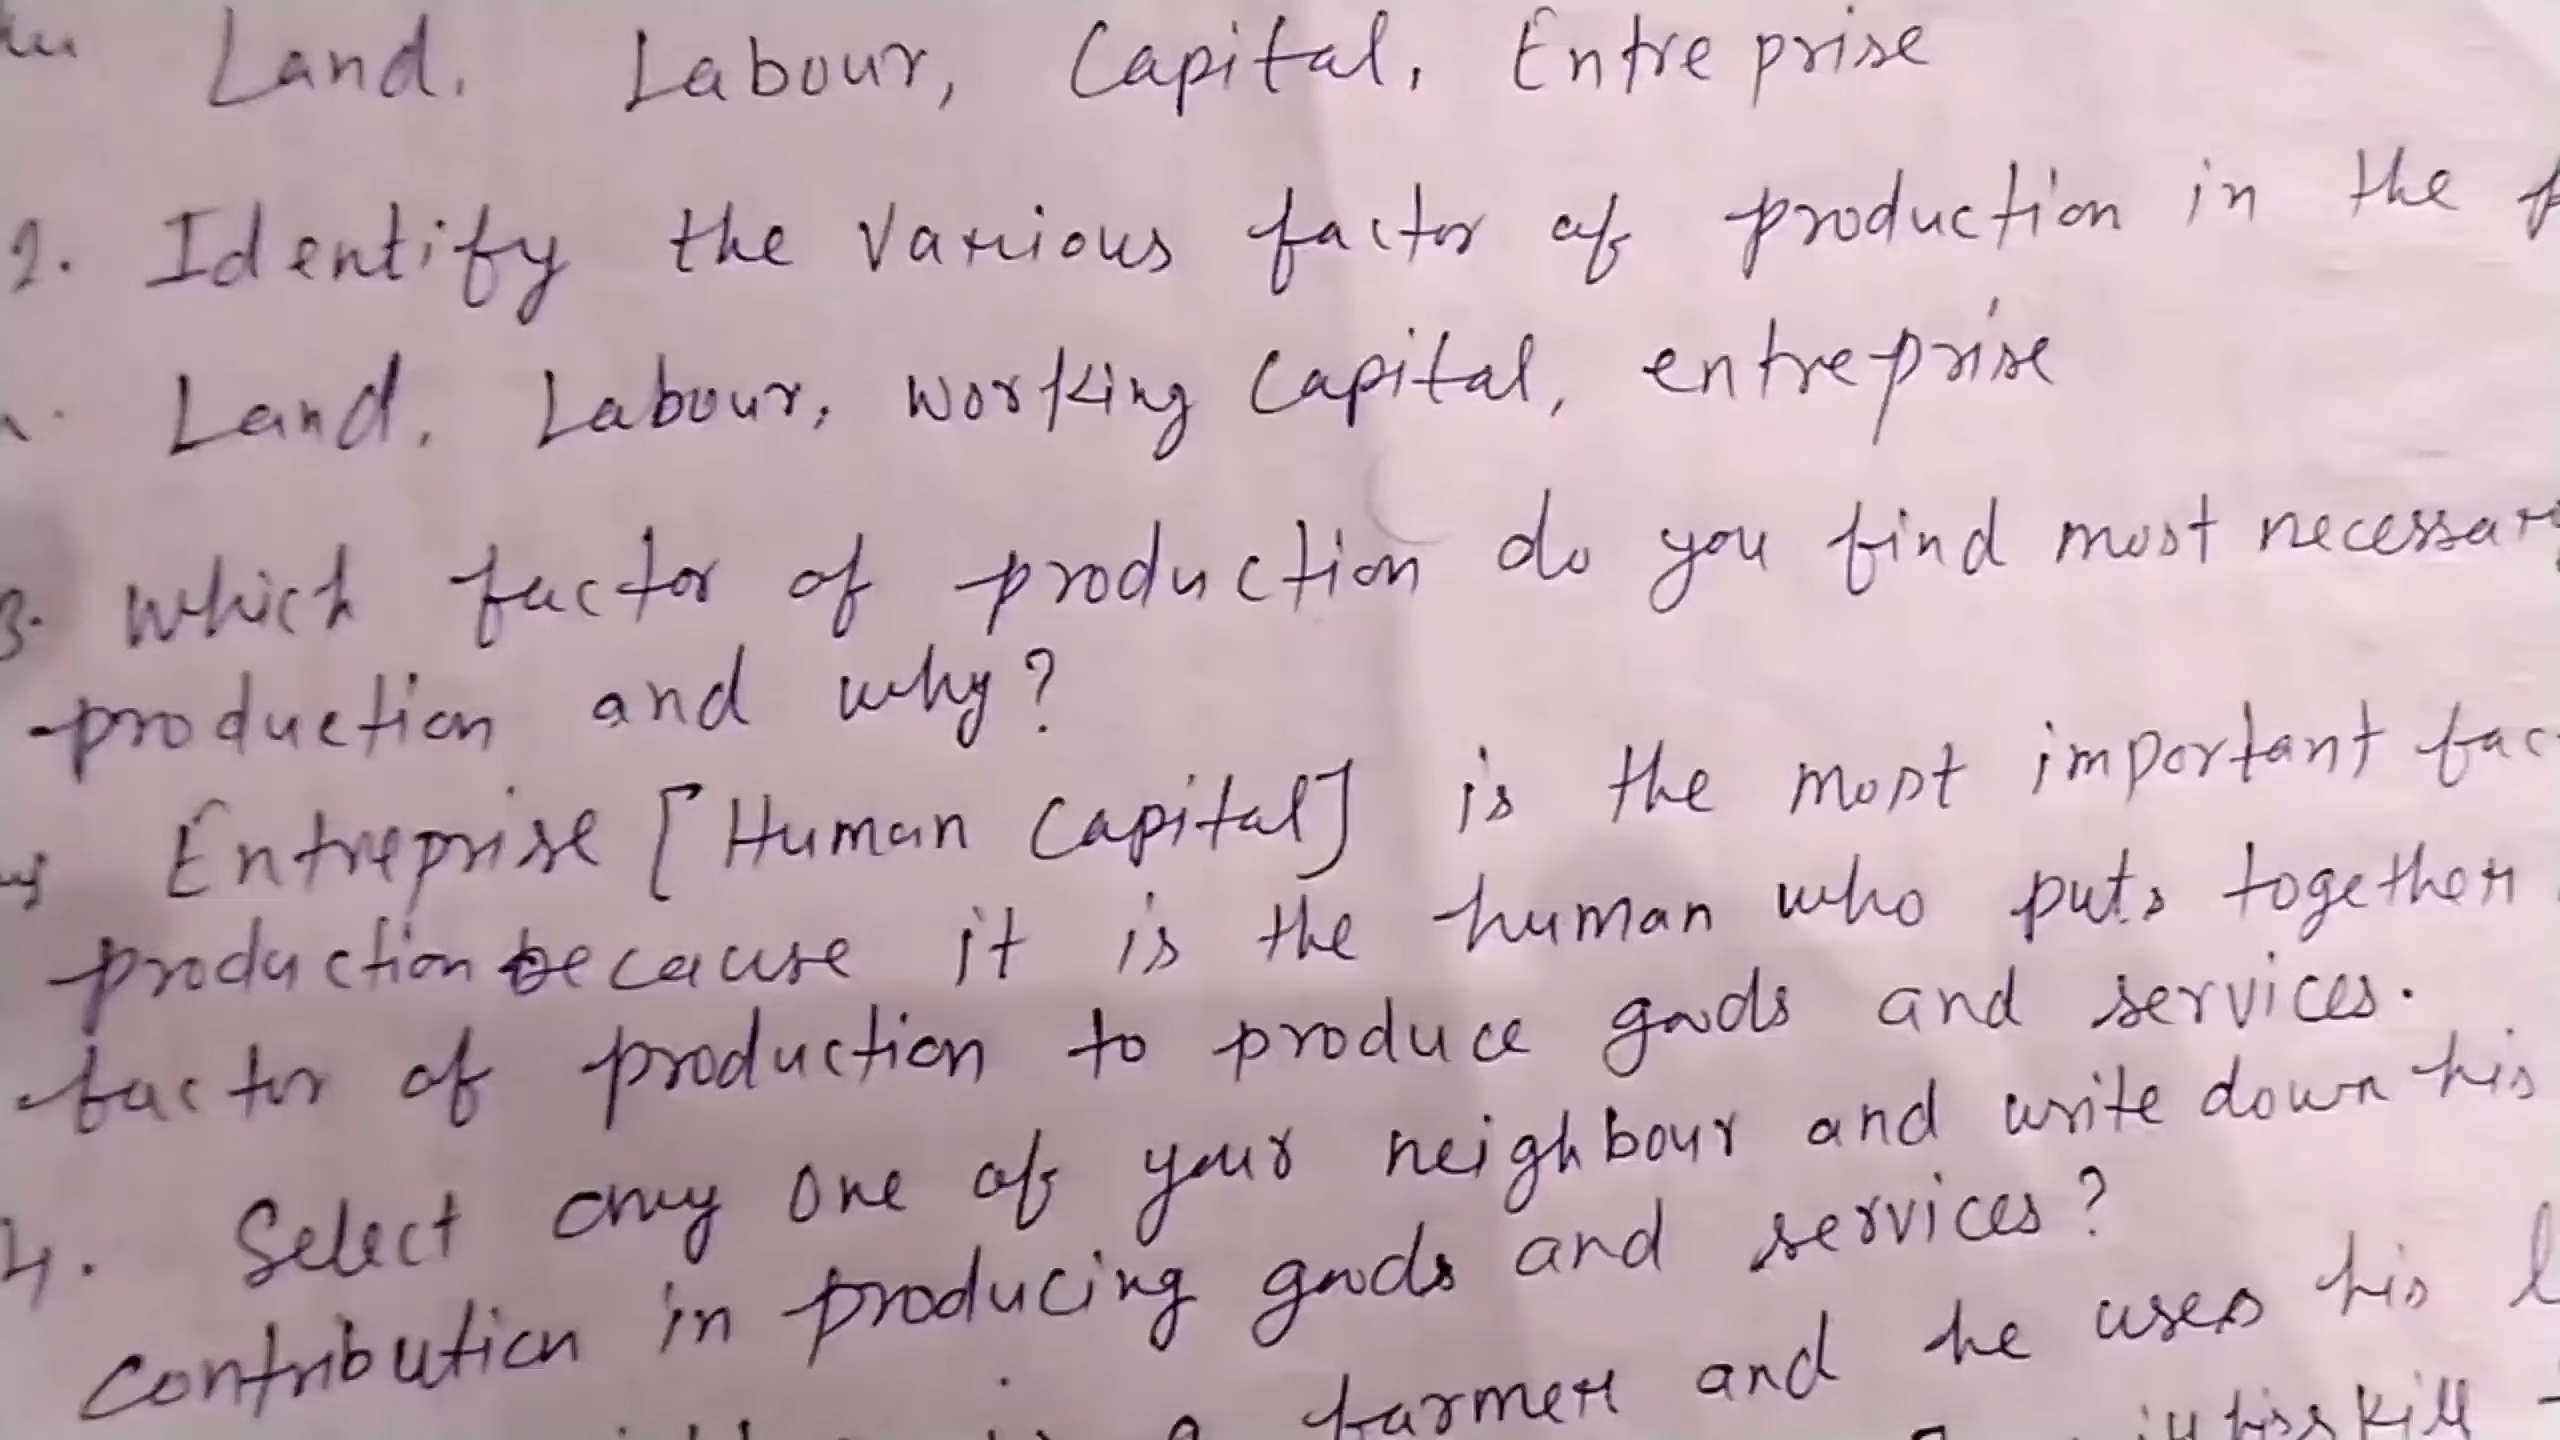 Land, Labour, Capital, Entreprise
2. Identify the various factor of production in the
Land, Labour, Working Capital, entreprise
3. Which factor of production do you find most necessary
production and why?
Entreprise [Human Capital] is the most important fac
production because it is the human who puts together
factor of production to produce goods and services.
4. Select any one of your neighbour and write down his
contribution in producing goods and services?
farmer and he uses his
skill